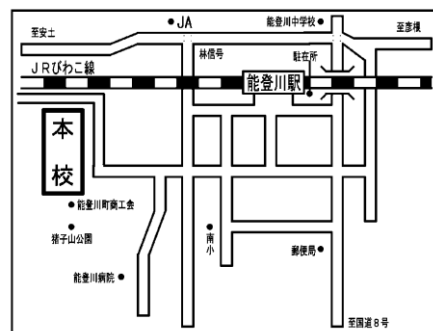 JA
能登川中学校
至安土
至彦根
林信号
駐在所
JRびわこ線
能登川駅
本校
能登川町商工会
猪子山公園
南小
郵便局
能登川病院
至国道8号